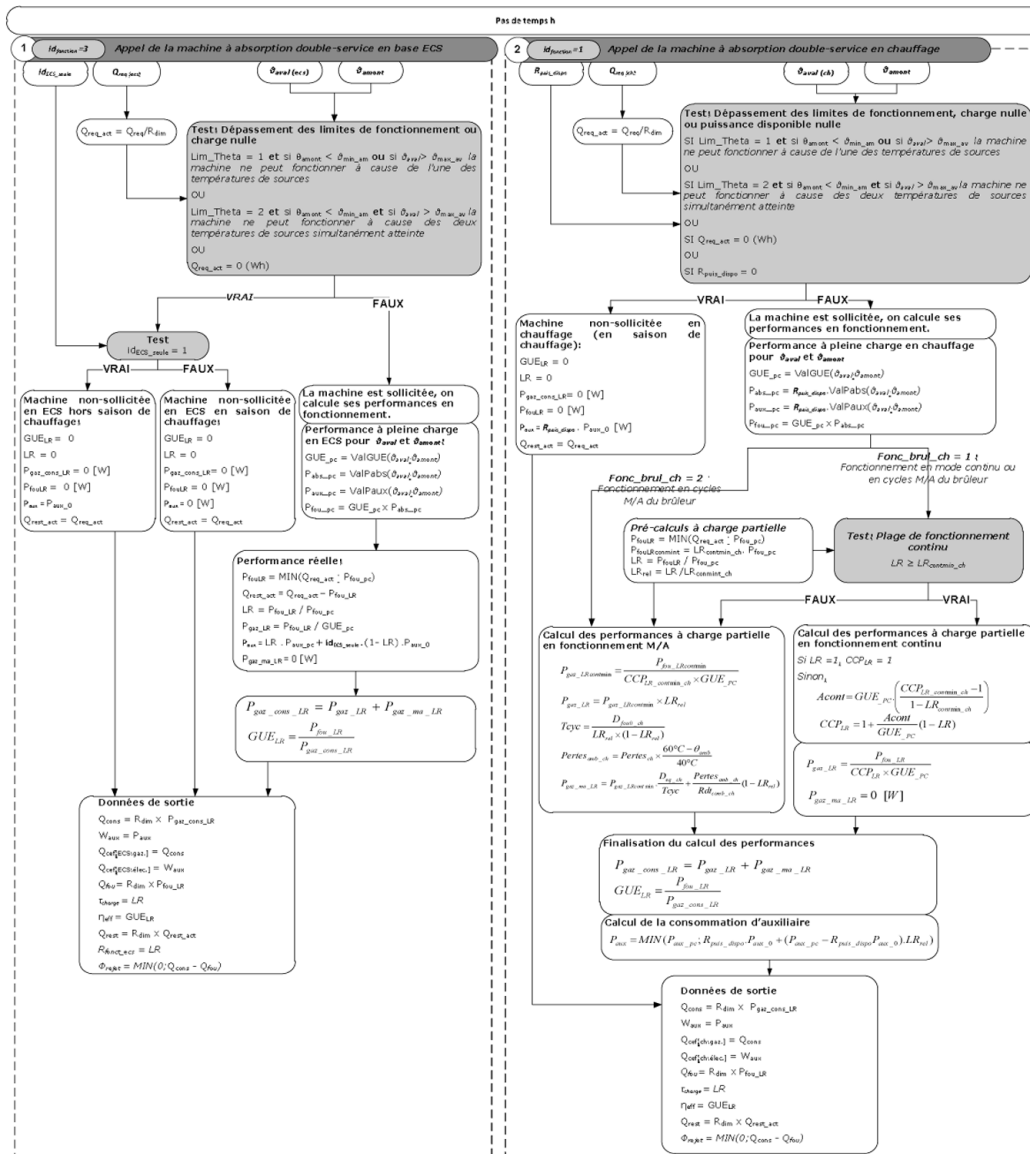 Pas de temps h
1 id_fonction=3 Appel de la machine à absorption double-service en base ECS
id_ECS_seule
Q_req
ϑ_aval (ecs)
ϑ_amont
Q_req_act = Q_req/R_dim
Test: Dépassement des limites de fonctionnement ou
charge nulle
Lim_Theta = 1 et si θ_amont < ϑ_min_am ou si ϑ_aval > ϑ_max_av la
machine ne peut fonctionner à cause de l'une des
températures de sources
OU
Lim_Theta = 2 et si θ_amont < ϑ_min_am et si ϑ_aval > ϑ_max_av la
machine ne peut fonctionner à cause des deux
températures de sources simultanément atteinte
OU
Q_req_act = 0 (Wh)
VRAI
FAUX
Test
id_ECS_seule = 1
VRAI
FAUX
Machine non-sollicitée
en ECS hors saison de
chauffage:
GUE_LR = 0
LR = 0
P_gaz_cons_LR = 0 [W]
P_fouLR = 0 [W]
P_aux = P_aux_0
Q_rest_act = Q_req_act
Machine non-sollicitée
en ECS en saison de
chauffage:
GUE_LR = 0
LR = 0
P_gaz_cons_LR = 0 [W]
P_fouLR = 0 [W]
P_aux = 0 [W]
Q_rest_act = Q_req_act
La machine est sollicitée, on
calcule ses performances en
fonctionnement.
Performance à pleine charge
en ECS pour ϑ_aval et ϑ_amont:
GUE_pc = ValGUE(ϑ_aval;ϑ_amont)
P_abs_pc = ValPabs(ϑ_aval;ϑ_amont)
P_aux_pc = ValPaux(ϑ_aval;ϑ_amont)
P_fou_pc = GUE_pc x P_abs_pc
Performance réelle:
P_fouLR = MIN(Q_req_act ; P_fou_pc)
Q_rest_act = Q_req_act – P_fou_LR
LR = P_fou_LR / P_fou_pc
P_gaz_LR = P_fou_LR / GUE_pc
P_aux = LR . P_aux_pc + id_ECS_seule.(1- LR) .P_aux_0
P_gaz_ma_LR = 0 [W]
P_gaz_cons_LR = P_gaz_LR + P_gaz_ma_LR
GUE_LR = P_fou_LR / P_gaz_cons_LR
Données de sortie
Q_cons = R_dim x P_gaz_cons_LR
W_aux = P_aux
Q_cef[ECS;gaz.] = Q_cons
Q_cef[ECS;élec.] = W_aux
Q_fou = R_dim x P_fou_LR
τ_charge = LR
η_eff = GUE_LR
Q_rest = R_dim x Q_rest_act
R_fonct_ecs = LR
Φ_rejet = MIN(0;Q_cons – Q_fou)
2 id_fonction=1 Appel de la machine à absorption double-service en chauffage
R_puis_dispo
Q_req
ϑ_aval (ch)
ϑ_amont
Q_req_act = Q_req/R_dim
Test: Dépassement des limites de fonctionnement, charge nulle
ou puissance disponible nulle
SI Lim_Theta = 1 et si θ_amont < ϑ_min_am ou si ϑ_aval > ϑ_max_av la machine
ne peut fonctionner à cause de l'une des températures de sources
OU
SI Lim_Theta = 2 et si θ_amont < ϑ_min_am et si ϑ_aval > ϑ_max_av la machine ne
peut fonctionner à cause des deux températures de sources
simultanément atteinte
OU
SI Q_req_act = 0 (Wh)
OU
SI R_puis_dispo = 0
VRAI
FAUX
Machine non-sollicitée en
chauffage (en saison de
chauffage):
GUE_LR = 0
LR = 0
P_gaz_cons_LR = 0 [W]
P_fouLR = 0 [W]
P_aux = R_puis_dispo . P_aux_0 [W]
Q_rest_act = Q_req_act
La machine est sollicitée, on calcule ses
performances en fonctionnement.
Performance à pleine charge en chauffage
pour ϑ_aval et ϑ_amont
GUE_pc = ValGUE(ϑ_aval;ϑ_amont)
P_abs_pc = R_puis_dispo.ValPabs(ϑ_aval;ϑ_amont)
P_aux_pc = R_puis_dispo.ValPaux(ϑ_aval;ϑ_amont)
P_fou_pc = GUE_pc x P_abs_pc
Fonc_brul_ch = 2 :
Fonctionnement en cycles
M/A du brûleur
Fonc_brul_ch = 1 :
Fonctionnement en mode continu ou
en cycles M/A du brûleur
Pré-calculs à charge partielle
P_fouLR = MIN(Q_req_act ; P_fou_pc)
P_fouLRconmint = LR_contmin_ch. P_fou_pc
LR = P_fouLR / P_fou_pc
LR_rel = LR /LR_conmint_ch
Test: Plage de fonctionnement
continu
LR ≥ LR_contmin_ch
FAUX
VRAI
Calcul des performances à charge partielle
en fonctionnement M/A
P_gaz_LRcontmin = P_fou_LRcontmin / (CCP_LR_contmin_ch × GUE_PC)
P_gaz_LR = P_gaz_LRcontmin × LR_rel
Tcyc = D_fonb_ch / (LR_rel × (1 − LR_rel))
Pertes_amb_ch = Pertes_ch × (60°C − θ_amb) / 40°C
P_gaz_ma_LR = P_gaz_LRcontmin . D_eq_ch / Tcyc + Pertes_amb_ch / Rdt_comb_ch (1 − LR_rel)
Calcul des performances à charge partielle
en fonctionnement continu
Si LR =1, CCP_LR = 1
Sinon,
Acont = GUE_PC.((CCP_LR_contmin_ch − 1) / (1 − LR_contmin_ch))
CCP_LR = 1 + Acont / GUE_PC (1 − LR)
P_gaz_LR = P_fou_LR / (CCP_LR × GUE_PC)
P_gaz_ma_LR = 0 [W]
Finalisation du calcul des performances
P_gaz_cons_LR = P_gaz_LR + P_gaz_ma_LR
GUE_LR = P_fou_LR / P_gaz_cons_LR
Calcul de la consommation d'auxiliaire
P_aux = MIN(P_aux_pc; R_puis_dispo.P_aux_0 + (P_aux_pc − R_puis_dispo P_aux_0).LR_rel)
Données de sortie
Q_cons = R_dim x P_gaz_cons_LR
W_aux = P_aux
Q_cef[ch;gaz.] = Q_cons
Q_cef[ch;élec.] = W_aux
Q_fou = R_dim x P_fou_LR
τ_charge = LR
η_eff = GUE_LR
Q_rest = R_dim x Q_rest_act
Φ_rejet = MIN(0;Q_cons – Q_fou)